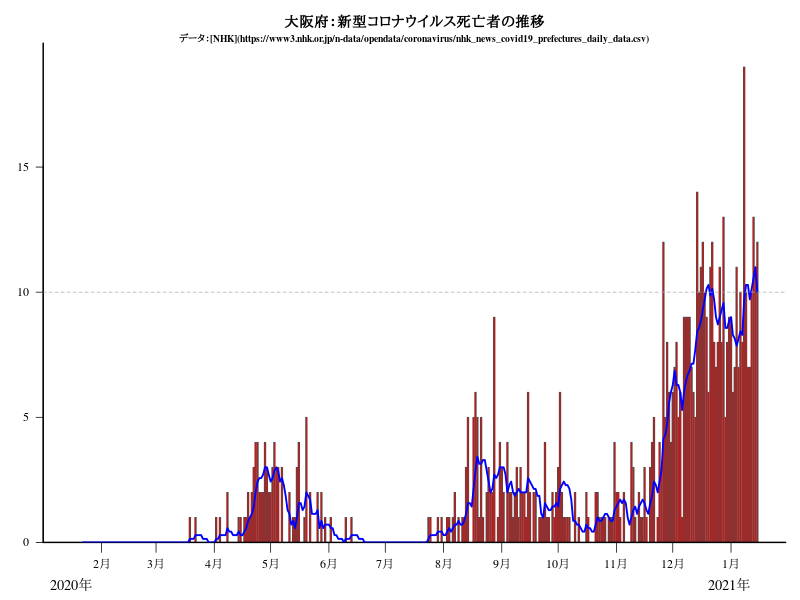 大阪府：新型コロナウイルス死亡者の推移
データ：[NHK](https://www3.nhk.or.jp/n-data/opendata/coronavirus/nhk_news_covid19_prefectures_daily_data.csv)
15
10
5
0
2月 3月 4月 5月 6月 7月 8月 9月 10月 11月 12月 1月
2020年 2021年